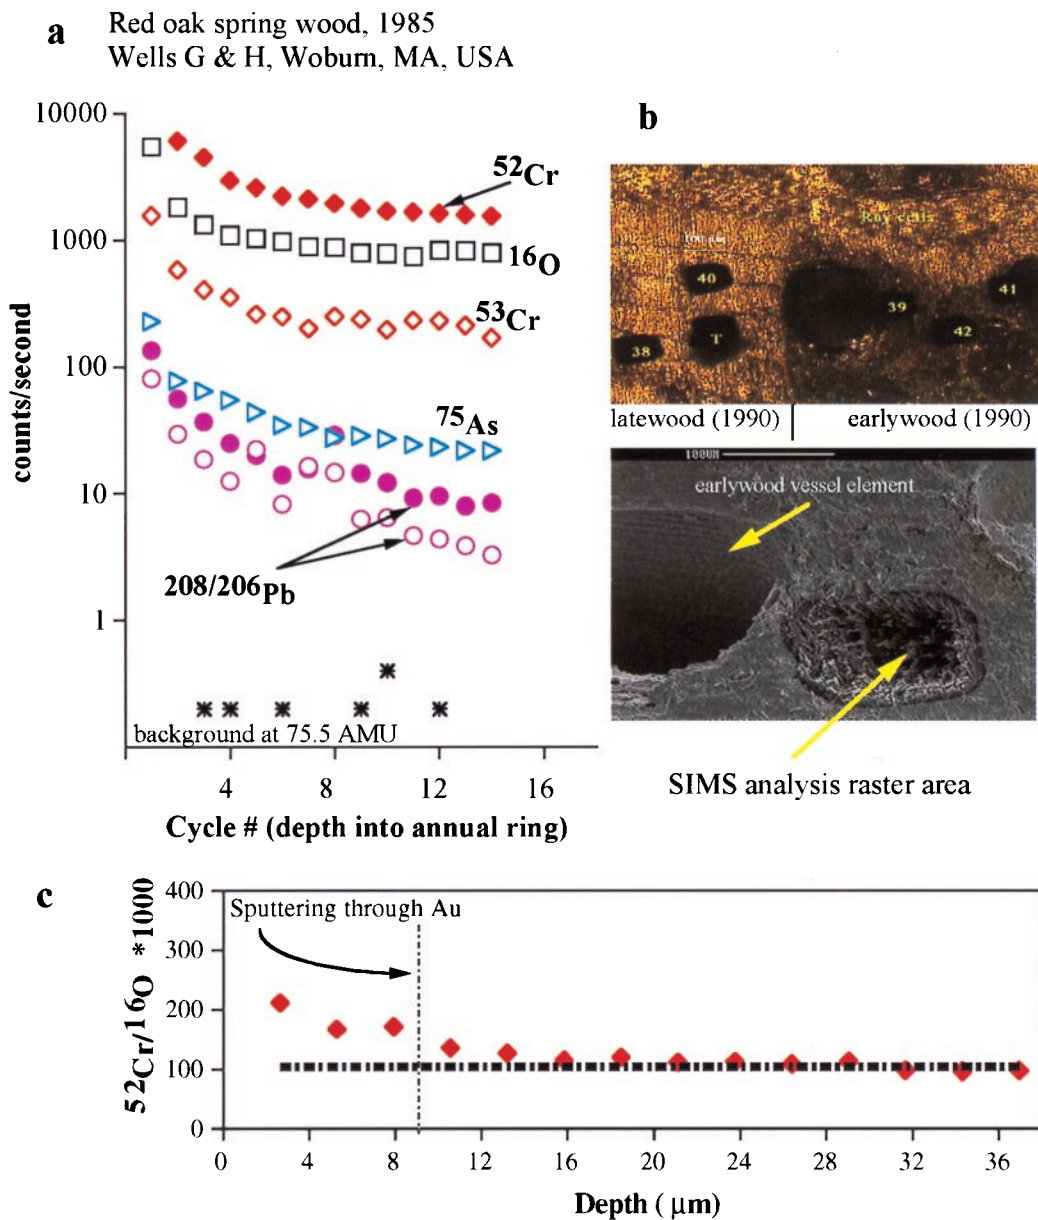 a
Red oak spring wood, 1985
Wells G & H, Woburn, MA, USA
counts/second
10000
1000
100
10
1
52Cr
16O
53Cr
75As
208/206Pb
background at 75.5 AMU
4
8
12
16
Cycle # (depth into annual ring)
b
Ray cells
100 µm
40
41
39
42
38
T
latewood (1990)
earlywood (1990)
100UM
earlywood vessel element
SIMS analysis raster area
c
52Cr/16O *1000
400
300
200
100
0
Sputtering through Au
0
4
8
12
16
20
24
28
32
36
Depth ( µm)